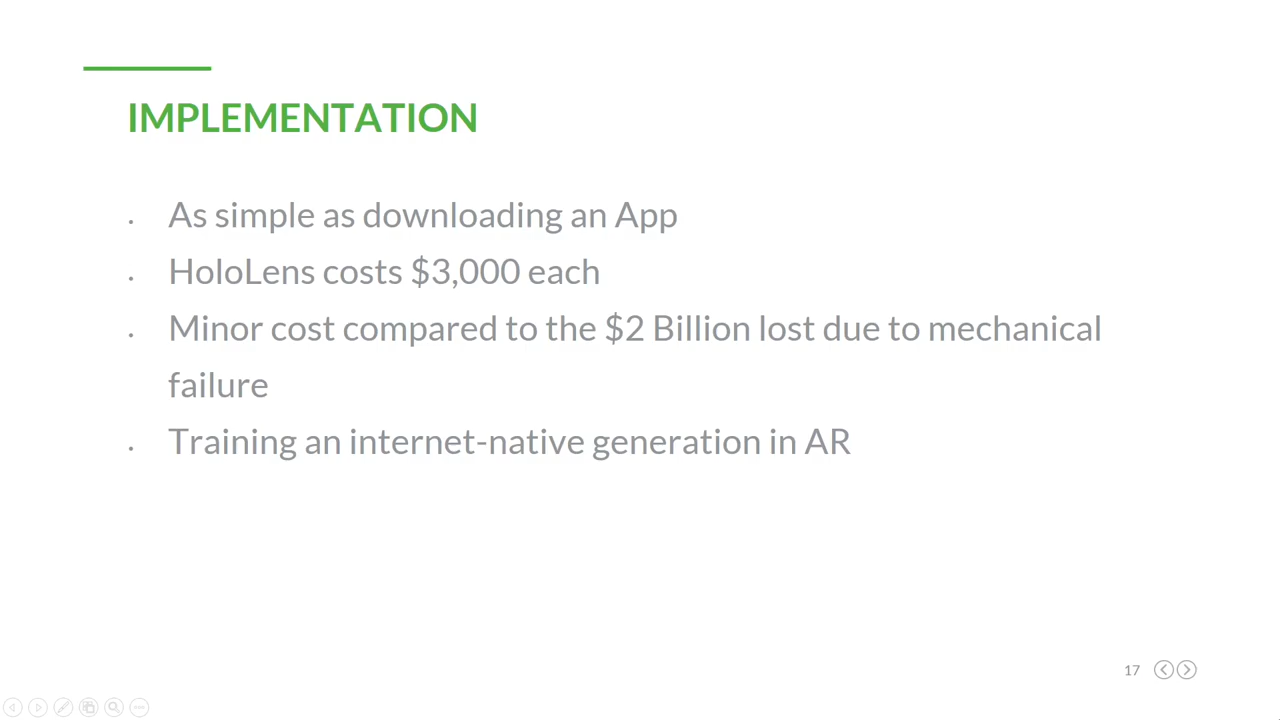 IMPLEMENTATION
• As simple as downloading an App
• HoloLens costs $3,000 each
• Minor cost compared to the $2 Billion lost due to mechanical
failure
• Training an internet-native generation in AR
17